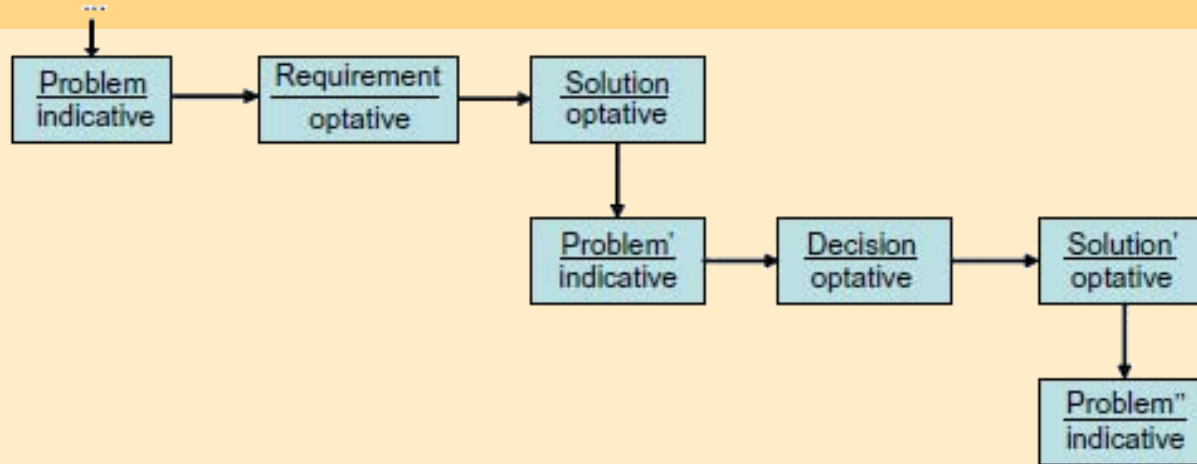 ...
Problem
indicative
Requirement
optative
Solution
optative
Problem'
indicative
Decision
optative
Solution'
optative
Problem"
indicative